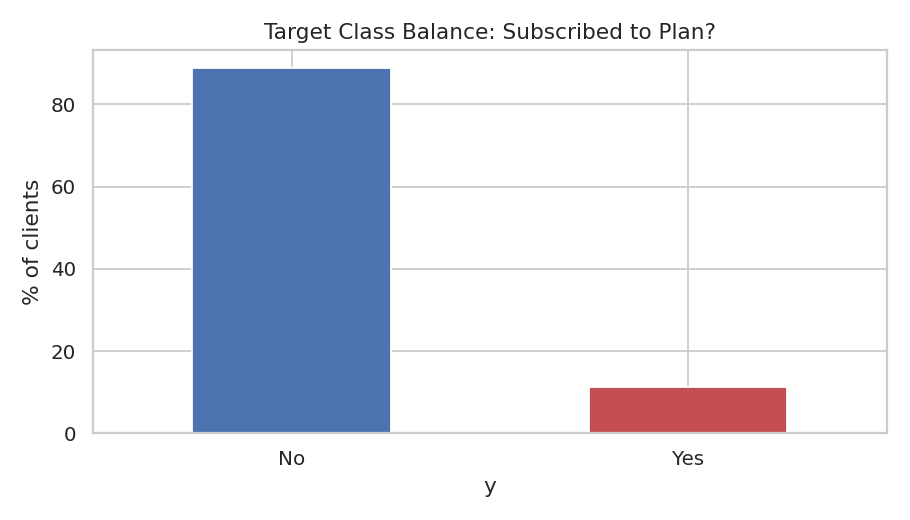 Target Class Balance: Subscribed to Plan?
% of clients
80
60
40
20
0
No
Yes
y